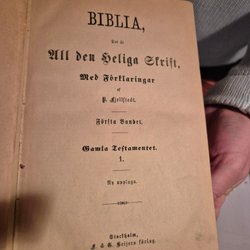 BIBLIA,
Det är
All den Heliga Skrift,
Med Förklaringar
af
P. Fjellstedt.
Första Bandet.
Gamla Testamentet.
1.
Ny upplaga.
Stockholm,
F. & G. Beijers förlag.